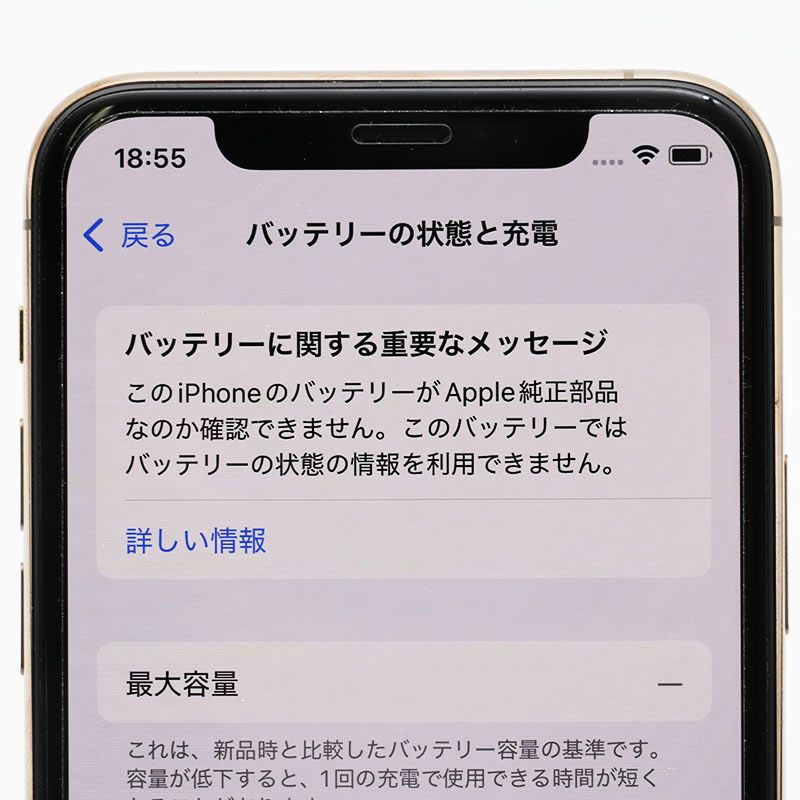 18:55
戻る
バッテリーの状態と充電
バッテリーに関する重要なメッセージ
このiPhoneのバッテリーがApple純正部品
なのか確認できません。このバッテリーでは
バッテリーの状態の情報を利用できません。
詳しい情報
最大容量 —
これは、新品時と比較したバッテリー容量の基準です。
容量が低下すると、1回の充電で使用できる時間が短く